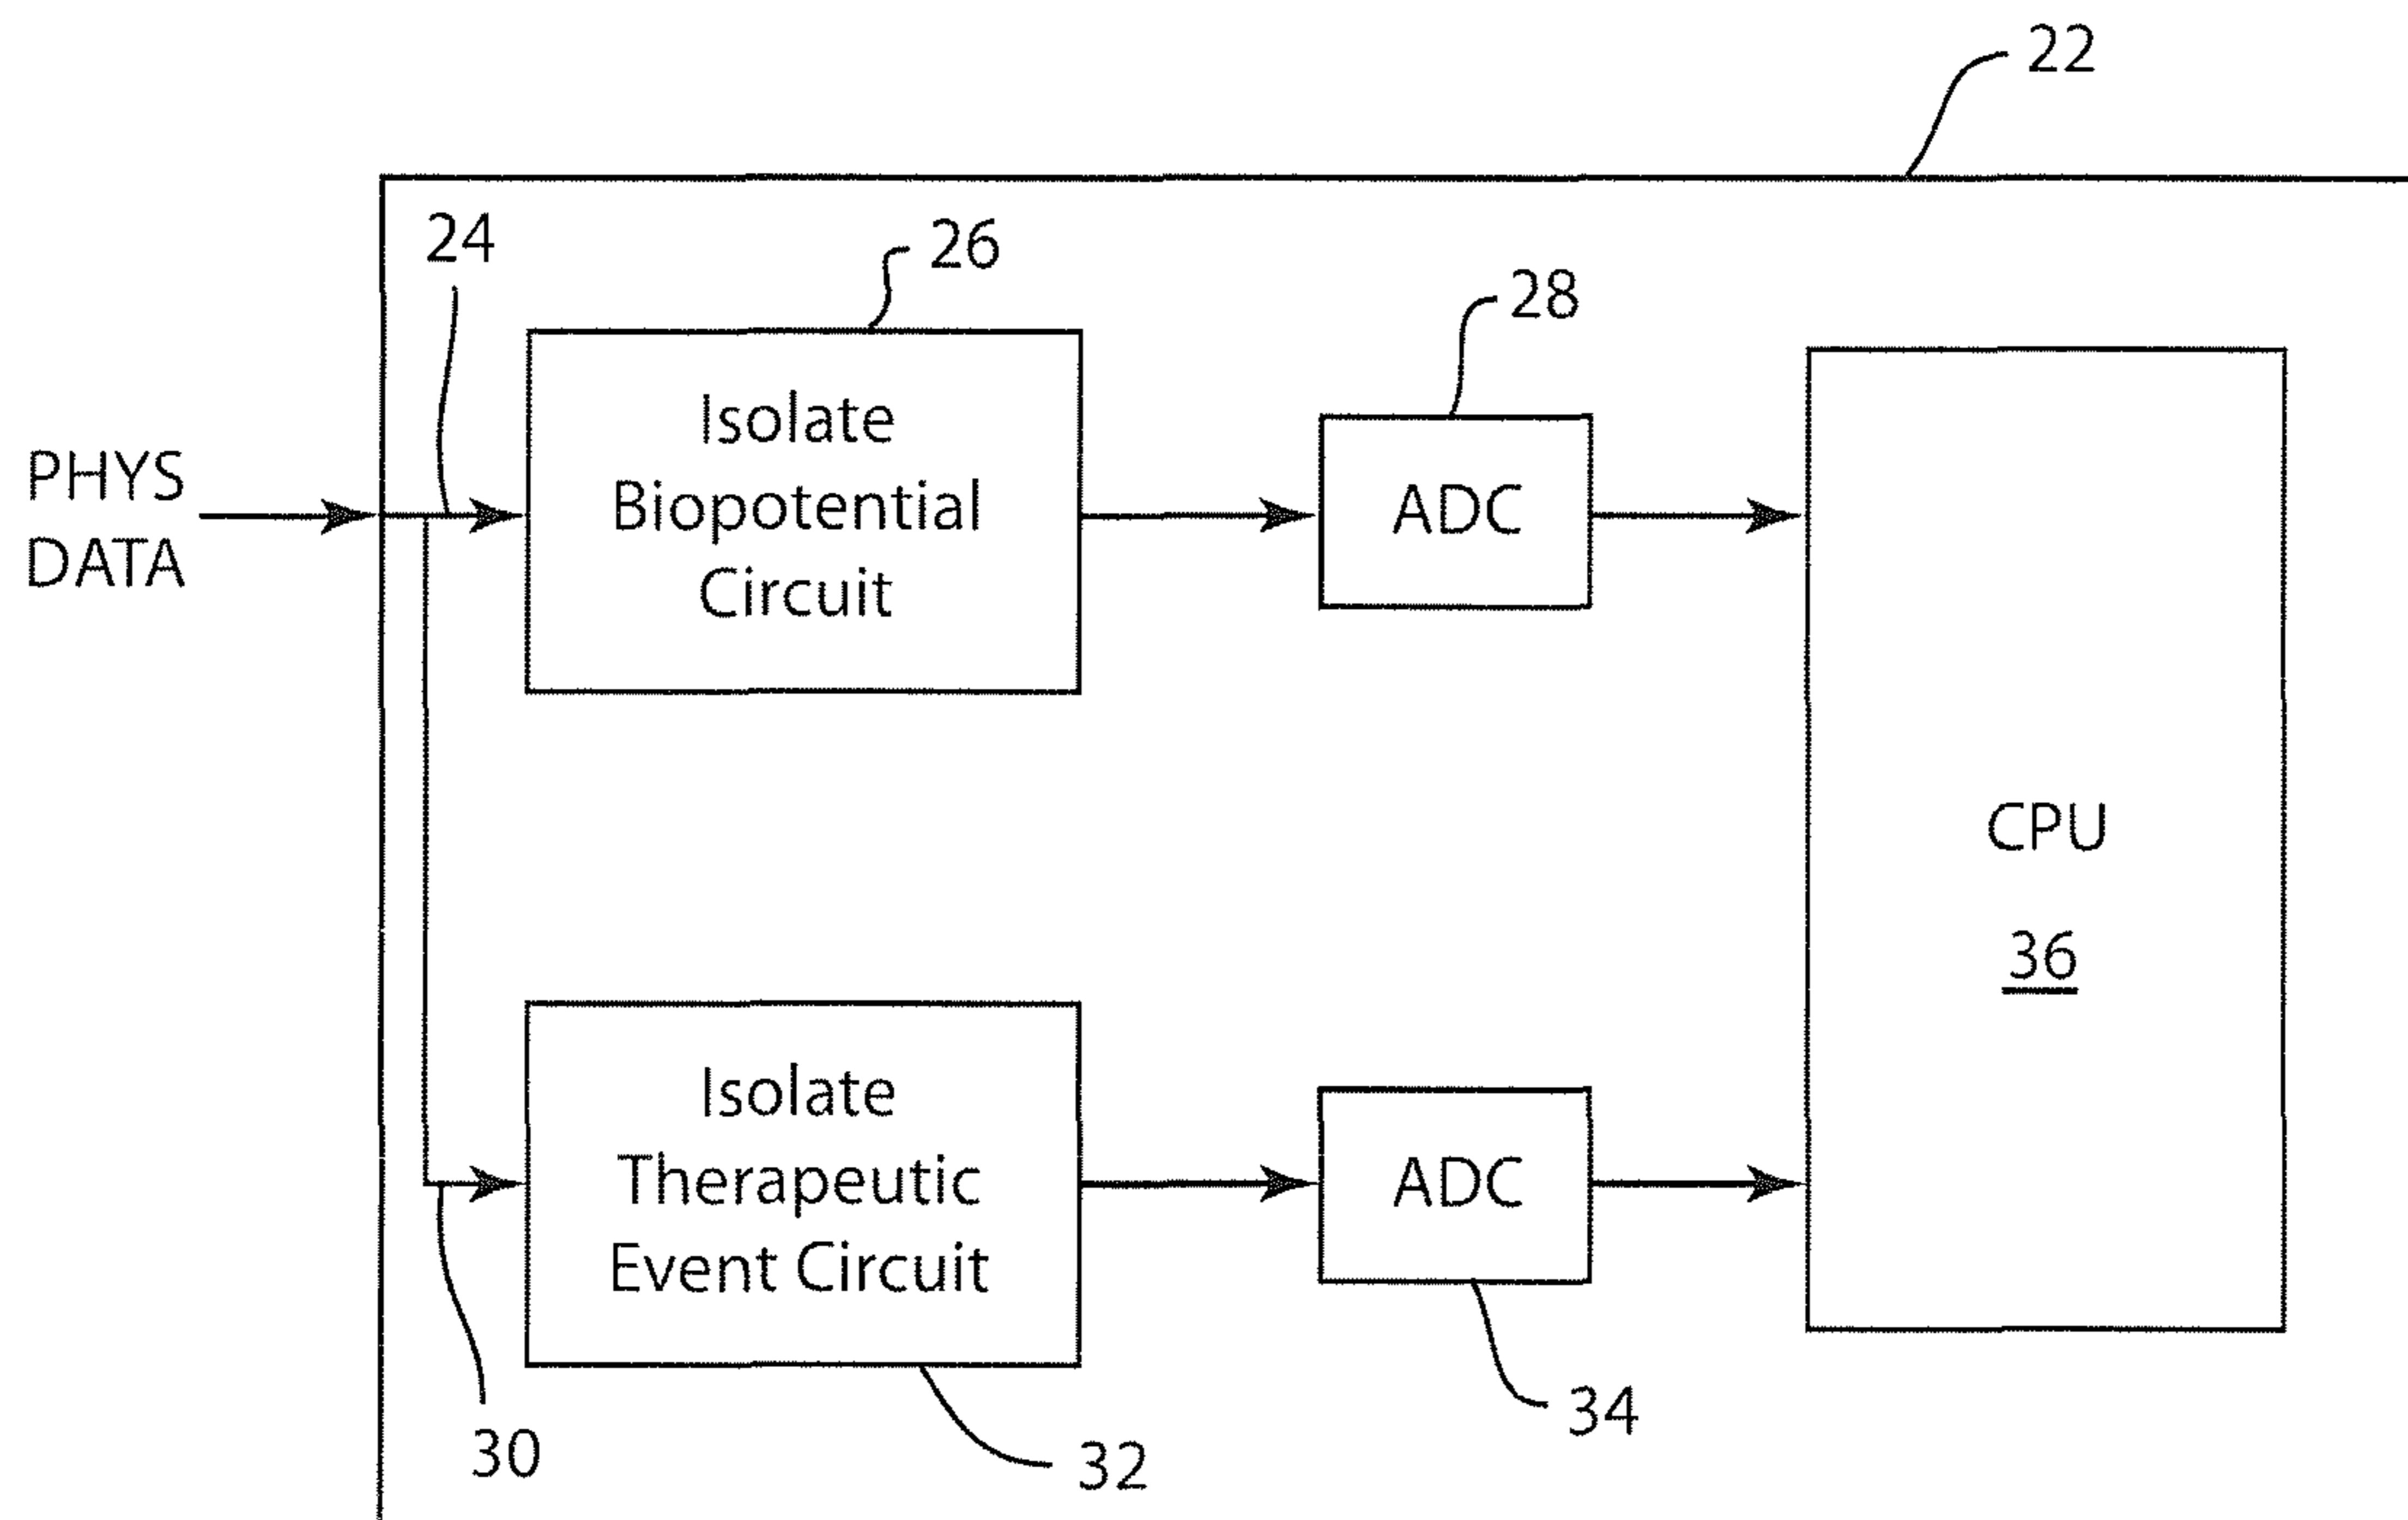 22
24
26
28
PHYS
DATA
Isolate
Biopotential
Circuit
ADC
CPU
36
Isolate
Therapeutic
Event Circuit
ADC
30
32
34